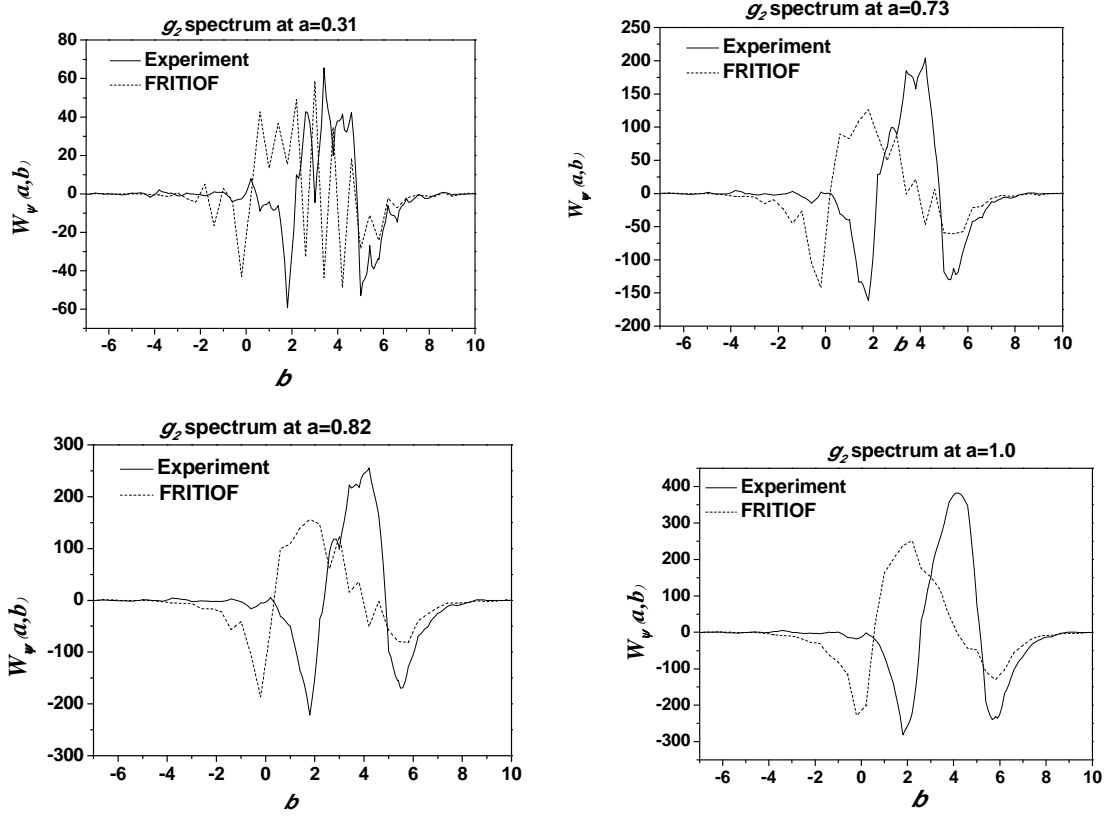 g2 spectrum at a=0.31
80
60
40
20
0
-20
-40
-60
Experiment
FRITIOF
Wψ(a,b)
-6 -4 -2 0 2 4 6 8 10
b
g2 spectrum at a=0.73
250
200
150
100
50
0
-50
-100
-150
-200
Experiment
FRITIOF
Wψ(a,b)
-6 -4 -2 0 2 4 6 8 10
b
g2 spectrum at a=0.82
300
200
100
0
-100
-200
-300
Experiment
FRITIOF
Wψ(a,b)
-6 -4 -2 0 2 4 6 8 10
b
g2 spectrum at a=1.0
400
300
200
100
0
-100
-200
-300
Experiment
FRITIOF
Wψ(a,b)
-6 -4 -2 0 2 4 6 8 10
b